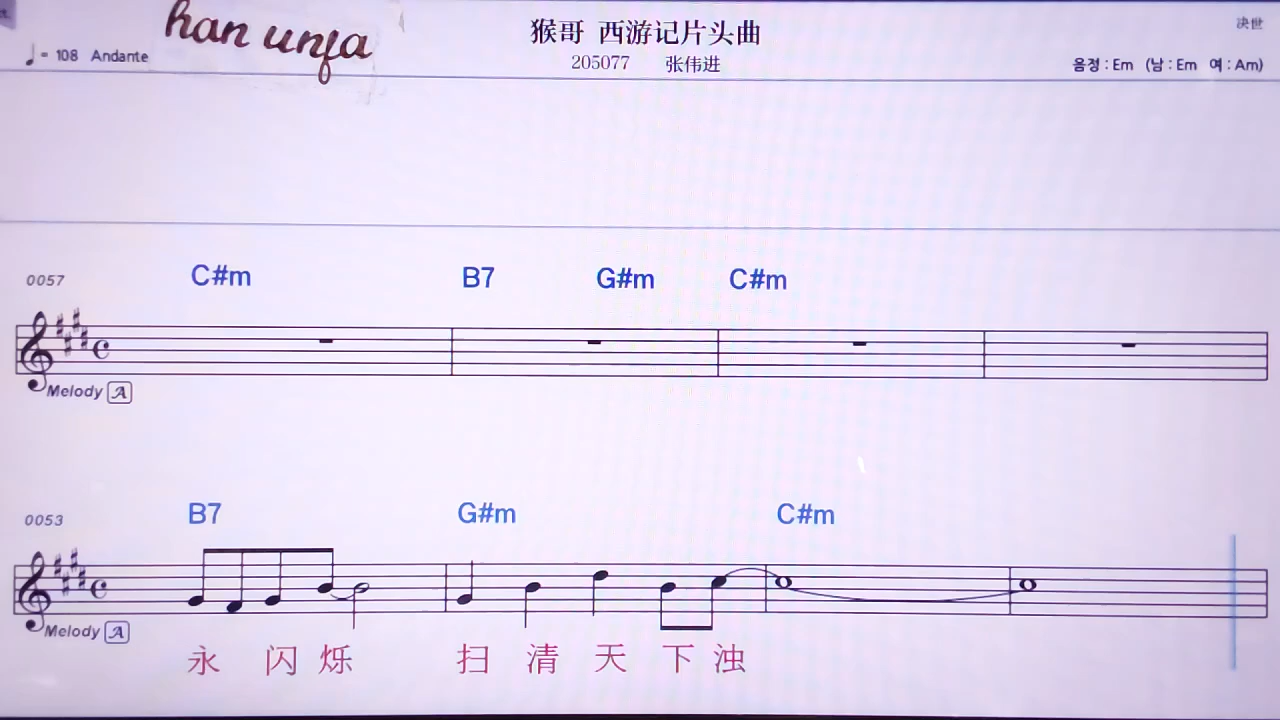 han unfa
猴哥 西游记片头曲
决世
♩= 108 Andante
205077 张伟进
음정 : Em (남 : Em 여 : Am)
0057 C#m B7 G#m C#m
Melody A
0053 B7 G#m C#m
Melody A
永 闪 烁 扫 清 天 下 浊